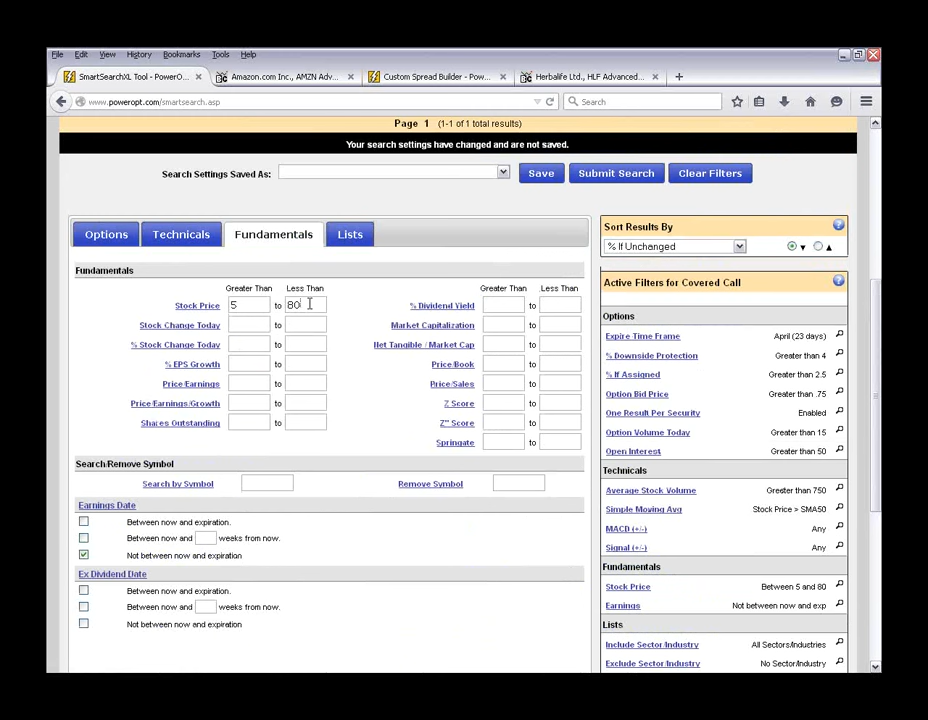 File Edit View History Bookmarks Tools Help
SmartSearchXL Tool - PowerO... × Amazon.com Inc., AMZN Adv... × Custom Spread Builder - Pow... × Herbalife Ltd., HLF Advanced... × +
www.poweropt.com/smartsearch.asp Search
Page 1 (1-1 of 1 total results)
Your search settings have changed and are not saved.
Search Settings Saved As: Save Submit Search Clear Filters
Options Technicals Fundamentals Lists
Fundamentals
Greater Than Less Than Greater Than Less Than
Stock Price 5 to 80 % Dividend Yield to
Stock Change Today to Market Capitalization to
% Stock Change Today to Net Tangible / Market Cap to
% EPS Growth to Price/Book to
Price/Earnings to Price/Sales to
Price/Earnings/Growth to Z Score to
Shares Outstanding to Z" Score to
Springate to
Search/Remove Symbol
Search by Symbol Remove Symbol
Earnings Date
Between now and expiration.
Between now and weeks from now.
Not between now and expiration
Ex Dividend Date
Between now and expiration.
Between now and weeks from now.
Not between now and expiration
Sort Results By ?
% If Unchanged ▼ ▲
Active Filters for Covered Call ?
Options
Expire Time Frame April (23 days)
% Downside Protection Greater than 4
% If Assigned Greater than 2.5
Option Bid Price Greater than .75
One Result Per Security Enabled
Option Volume Today Greater than 15
Open Interest Greater than 50
Technicals
Average Stock Volume Greater than 750
Simple Moving Avg Stock Price > SMA50
MACD (+/-) Any
Signal (+/-) Any
Fundamentals
Stock Price Between 5 and 80
Earnings Not between now and exp
Lists
Include Sector/Industry All Sectors/Industries
Exclude Sector/Industry No Sector/Industry